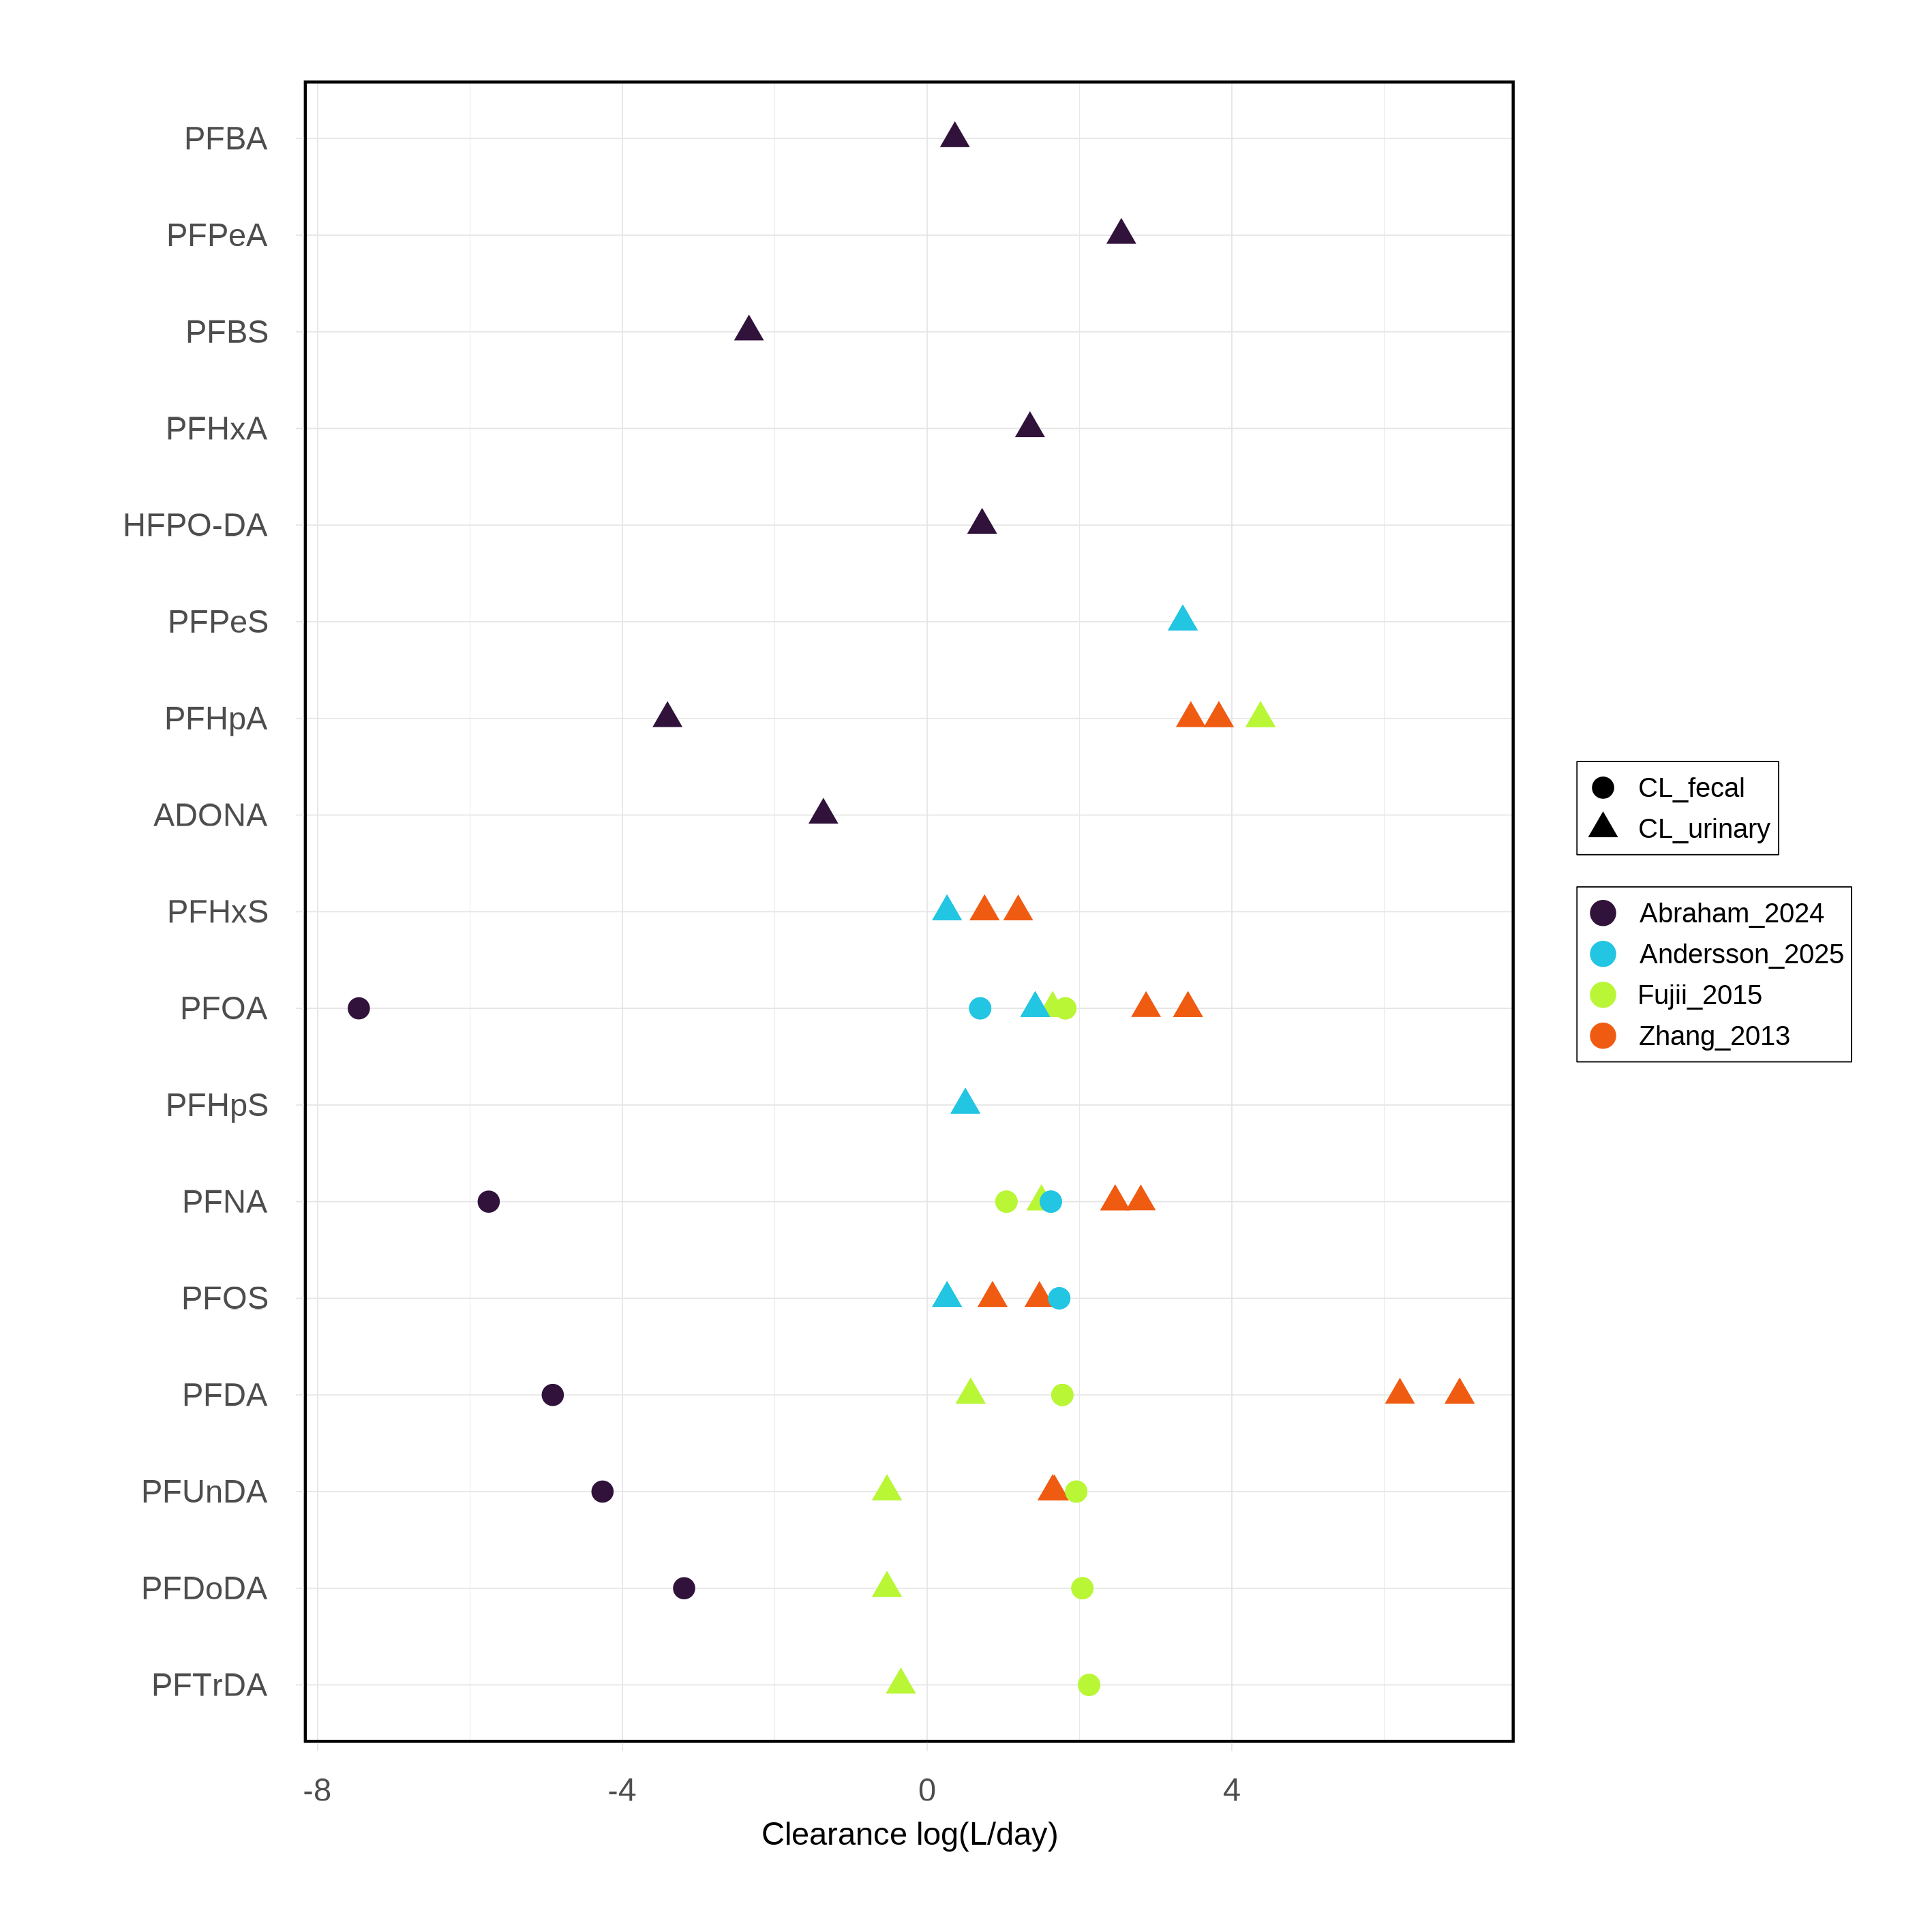 PFBA
PFPeA
PFBS
PFHxA
HFPO-DA
PFPeS
PFHpA
ADONA
PFHxS
PFOA
PFHpS
PFNA
PFOS
PFDA
PFUnDA
PFDoDA
PFTrDA
-8 -4 0 4
Clearance log(L/day)
CL_fecal
CL_urinary
Abraham_2024
Andersson_2025
Fujii_2015
Zhang_2013